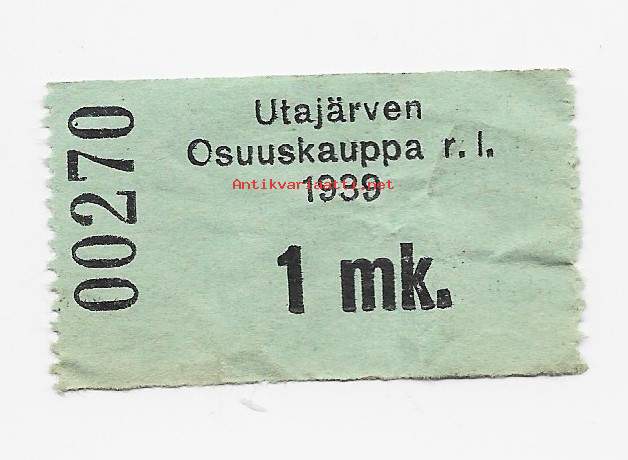 00270
Utajärven
Osuuskauppa r. l.
Antikvariaatti.net
1939
1 mk.